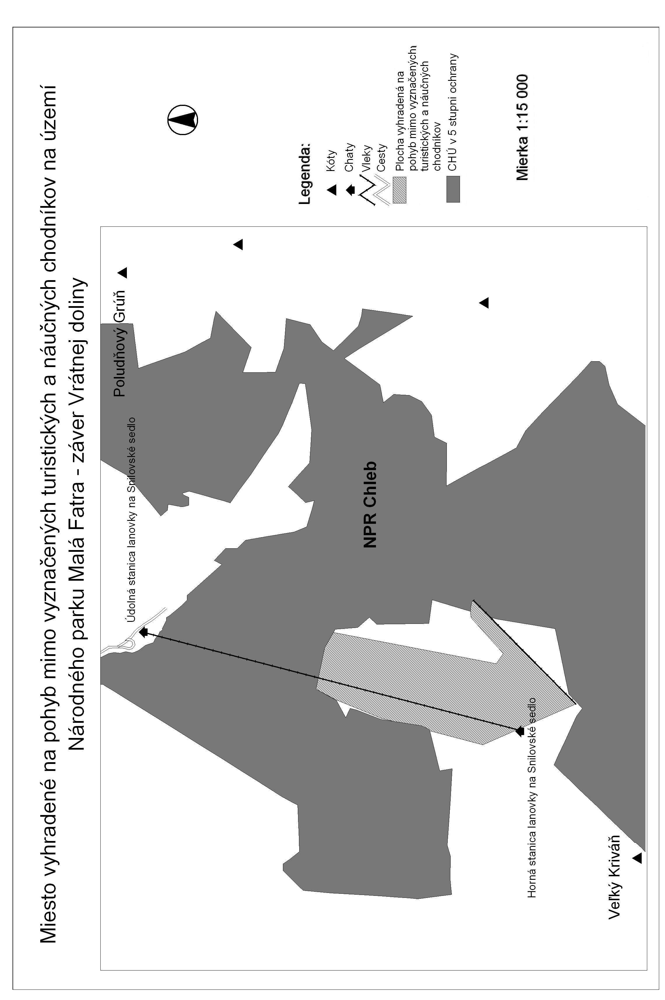 Miesto vyhradené na pohyb mimo vyznačených turistických a náučných chodníkov na území
Národného parku Malá Fatra - záver Vrátnej doliny
Poludňový Grúň
Údolná stanica lanovky na Snilovské sedlo
NPR Chleb
Horná stanica lanovky na Snilovské sedlo
Veľký Kriváň
Legenda:
Kóty
Chaty
Vleky
Cesty
Plocha vyhradená na
pohyb mimo vyznačených
turistických a náučných
chodníkov
CHÚ v 5 stupni ochrany
Mierka 1:15 000